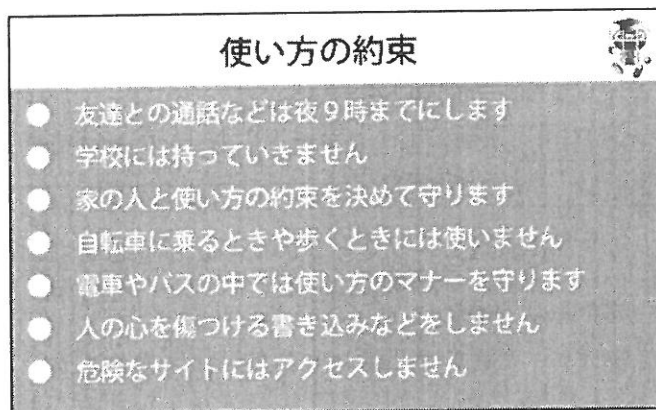 使い方の約束
● 友達との通話などは夜9時までにします
● 学校には持っていきません
● 家の人と使い方の約束を決めて守ります
● 自転車に乗るときや歩くときには使いません
● 電車やバスの中では使い方のマナーを守ります
● 人の心を傷つける書き込みなどをしません
● 危険なサイトにはアクセスしません